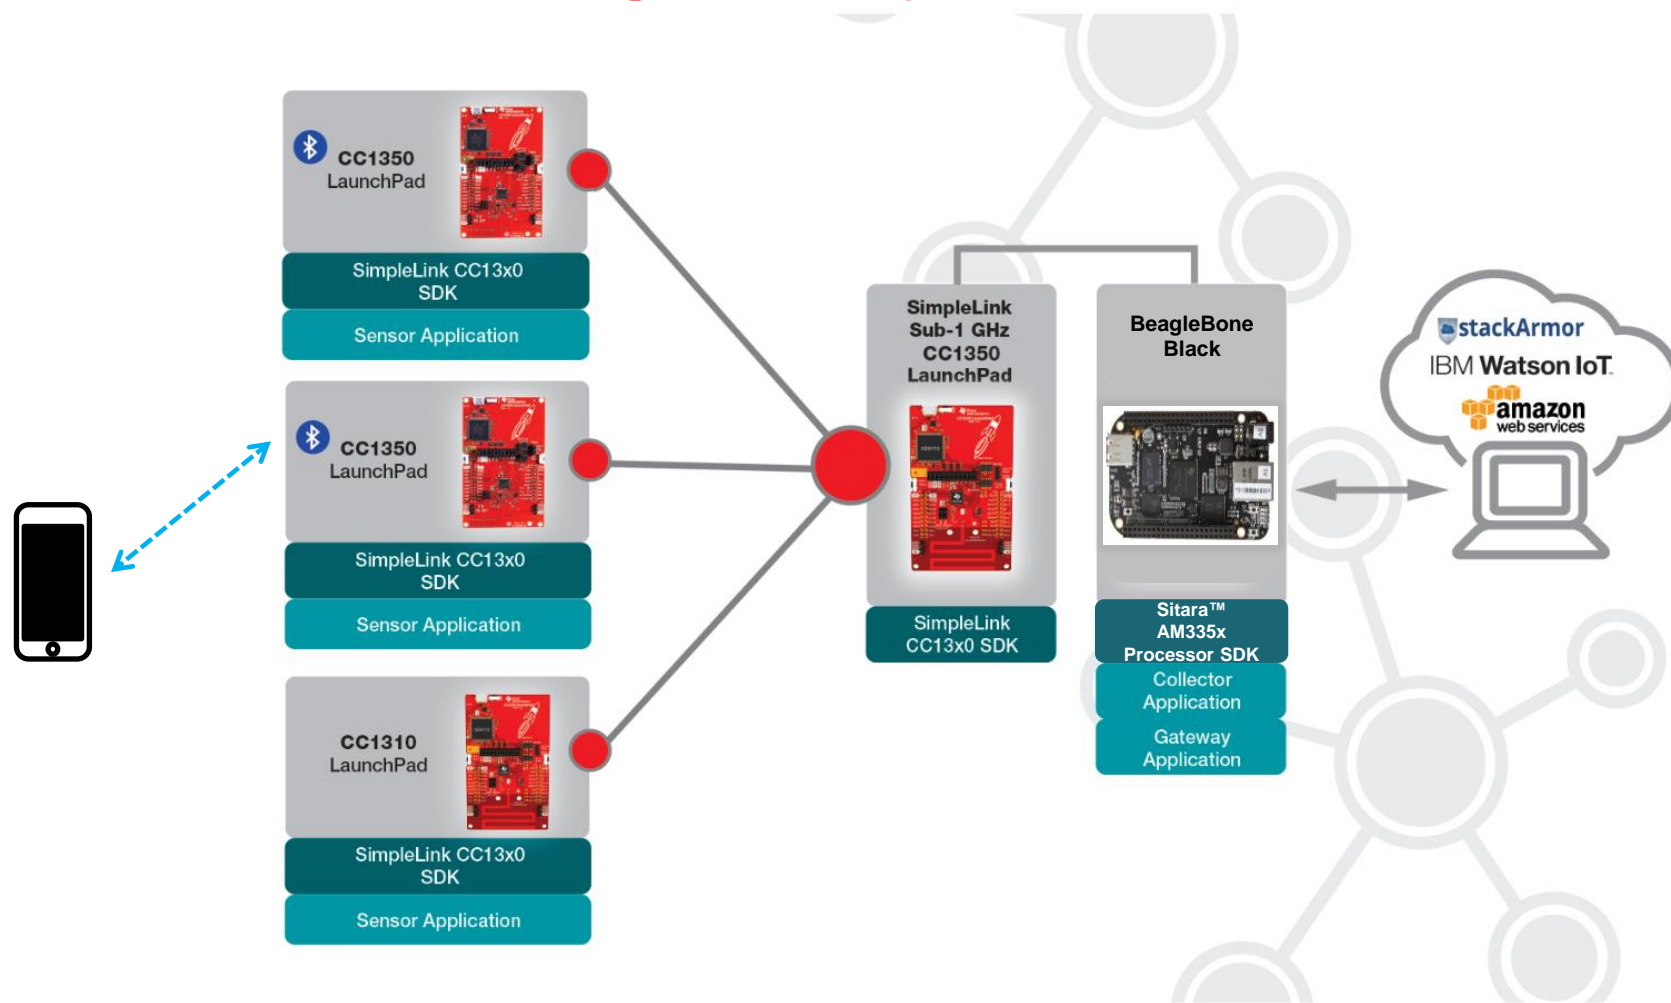 CC1350
LaunchPad
SimpleLink CC13x0
SDK
Sensor Application
CC1350
LaunchPad
SimpleLink CC13x0
SDK
Sensor Application
CC1310
LaunchPad
SimpleLink CC13x0
SDK
Sensor Application
SimpleLink
Sub-1 GHz
CC1350
LaunchPad
SimpleLink
CC13x0 SDK
BeagleBone
Black
Sitara™
AM335x
Processor SDK
Collector
Application
Gateway
Application
stackArmor
IBM Watson IoT
amazon
web services